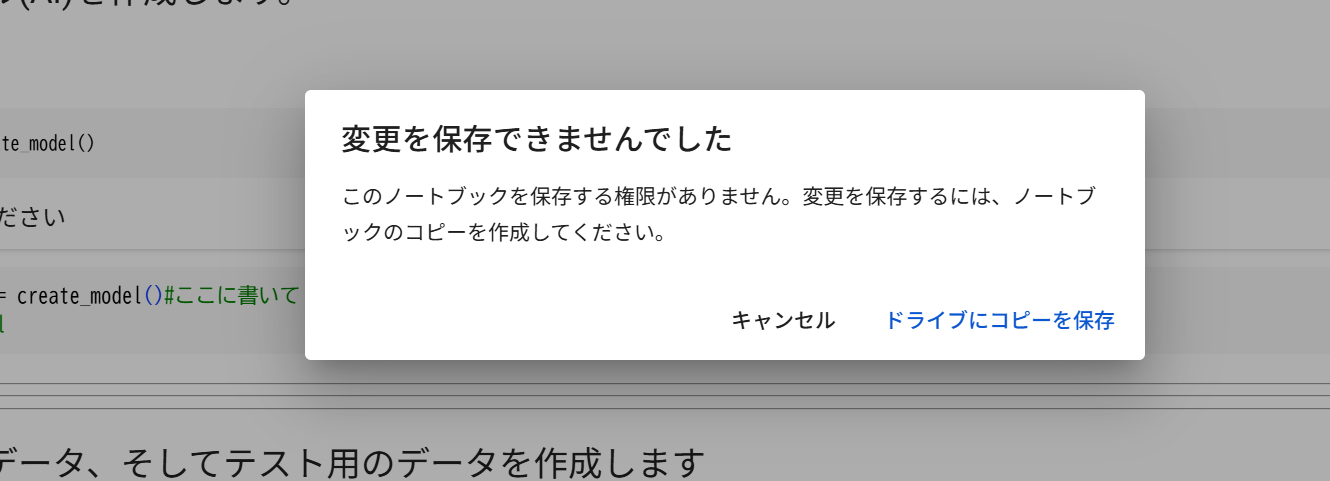 を作成します。
te_model()
変更を保存できませんでした
このノートブックを保存する権限がありません。変更を保存するには、ノートブ
ックのコピーを作成してください。
ださい
= create_model()#ここに書いて
キャンセル ドライブにコピーを保存
データ、そしてテスト用のデータを作成します